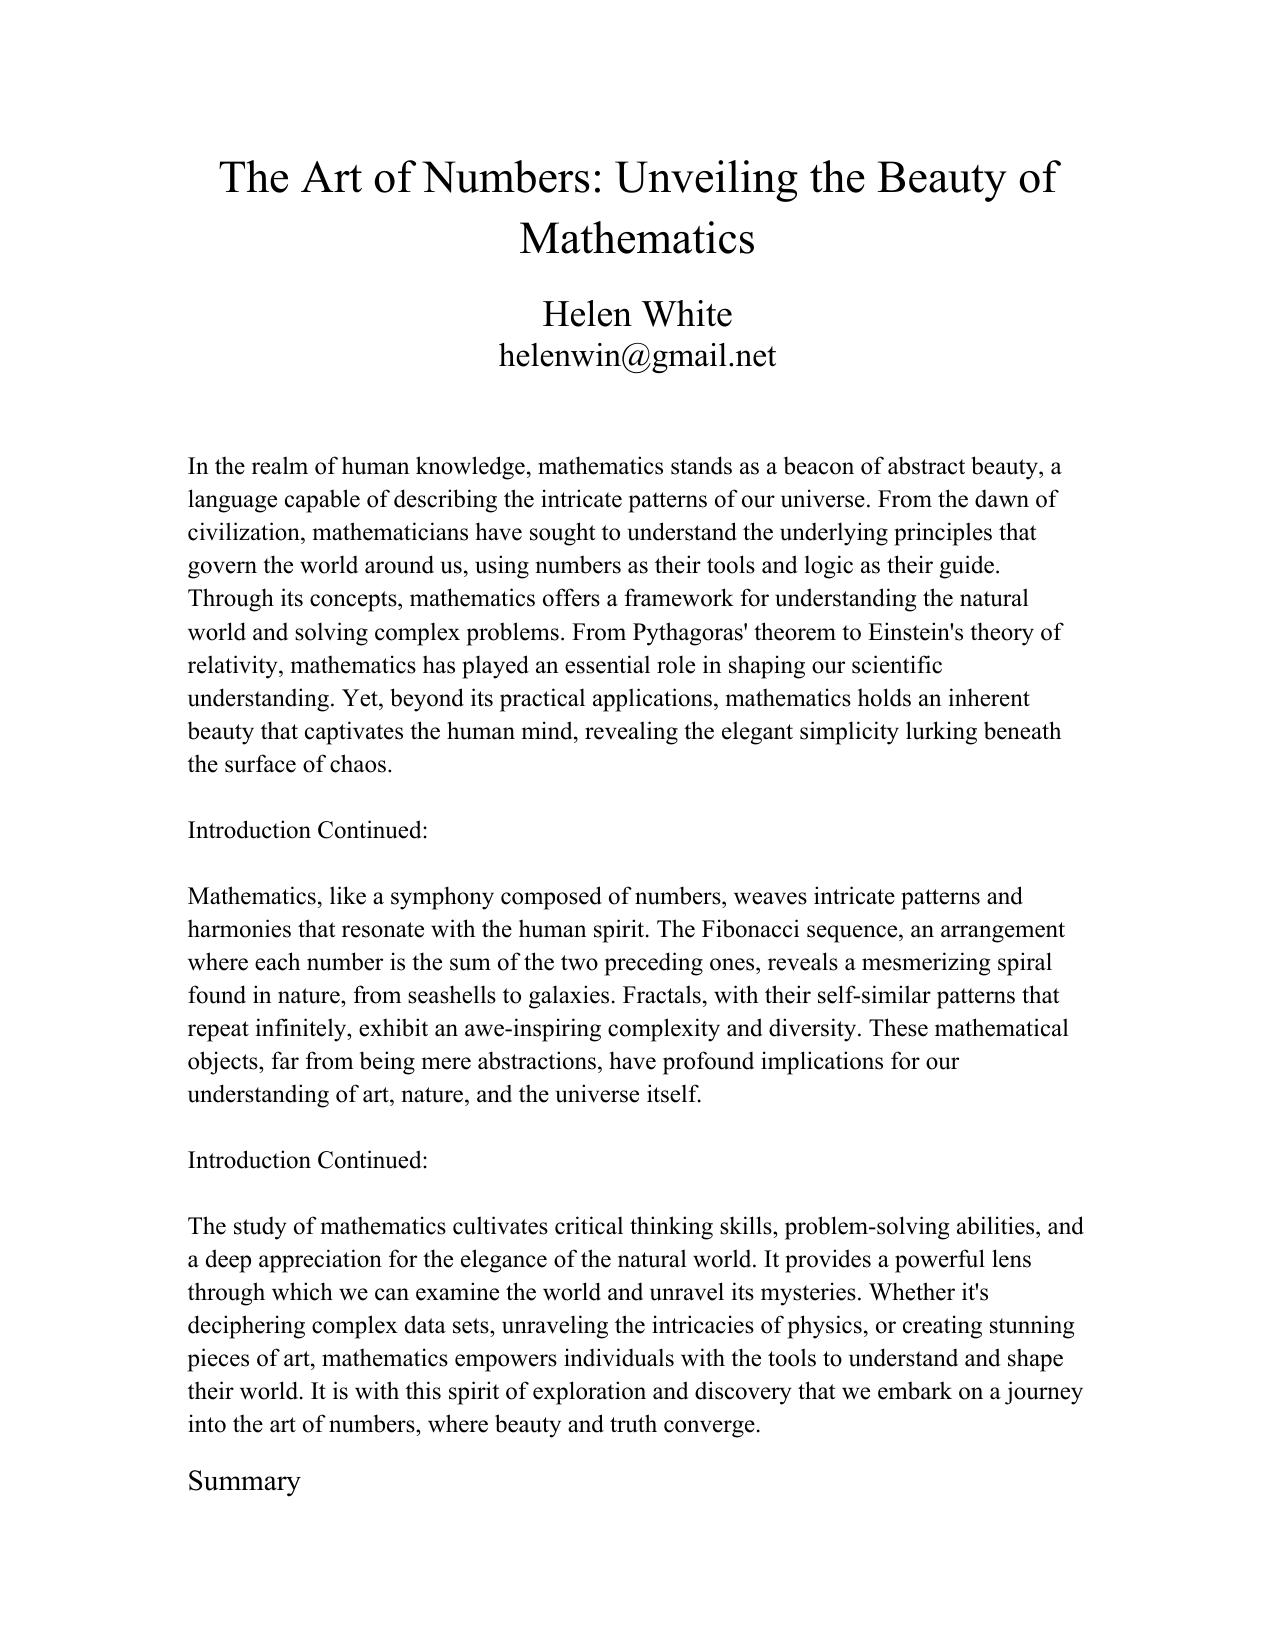 The Art of Numbers: Unveiling the Beauty of
Mathematics
Helen White
helenwin@gmail.net
In the realm of human knowledge, mathematics stands as a beacon of abstract beauty, a
language capable of describing the intricate patterns of our universe. From the dawn of
civilization, mathematicians have sought to understand the underlying principles that
govern the world around us, using numbers as their tools and logic as their guide.
Through its concepts, mathematics offers a framework for understanding the natural
world and solving complex problems. From Pythagoras' theorem to Einstein's theory of
relativity, mathematics has played an essential role in shaping our scientific
understanding. Yet, beyond its practical applications, mathematics holds an inherent
beauty that captivates the human mind, revealing the elegant simplicity lurking beneath
the surface of chaos.
Introduction Continued:
Mathematics, like a symphony composed of numbers, weaves intricate patterns and
harmonies that resonate with the human spirit. The Fibonacci sequence, an arrangement
where each number is the sum of the two preceding ones, reveals a mesmerizing spiral
found in nature, from seashells to galaxies. Fractals, with their self-similar patterns that
repeat infinitely, exhibit an awe-inspiring complexity and diversity. These mathematical
objects, far from being mere abstractions, have profound implications for our
understanding of art, nature, and the universe itself.
Introduction Continued:
The study of mathematics cultivates critical thinking skills, problem-solving abilities, and
a deep appreciation for the elegance of the natural world. It provides a powerful lens
through which we can examine the world and unravel its mysteries. Whether it's
deciphering complex data sets, unraveling the intricacies of physics, or creating stunning
pieces of art, mathematics empowers individuals with the tools to understand and shape
their world. It is with this spirit of exploration and discovery that we embark on a journey
into the art of numbers, where beauty and truth converge.
Summary